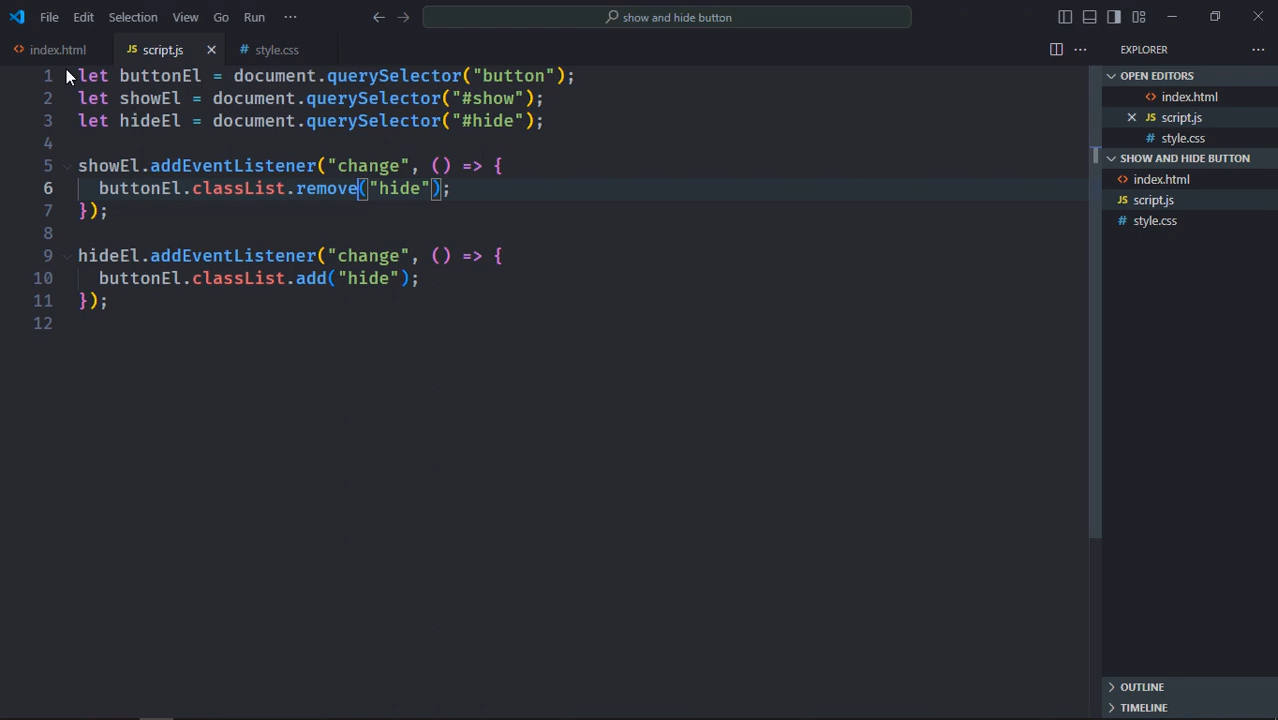 File Edit Selection View Go Run ··· show and hide button
index.html JS script.js # style.css
EXPLORER ···
1 let buttonEl = document.querySelector("button");
2 let showEl = document.querySelector("#show");
3 let hideEl = document.querySelector("#hide");
4
5 showEl.addEventListener("change", () => {
6 buttonEl.classList.remove("hide");
7 });
8
9 hideEl.addEventListener("change", () => {
10 buttonEl.classList.add("hide");
11 });
12
OPEN EDITORS
index.html
JS script.js
# style.css
SHOW AND HIDE BUTTON
index.html
JS script.js
# style.css
OUTLINE
TIMELINE